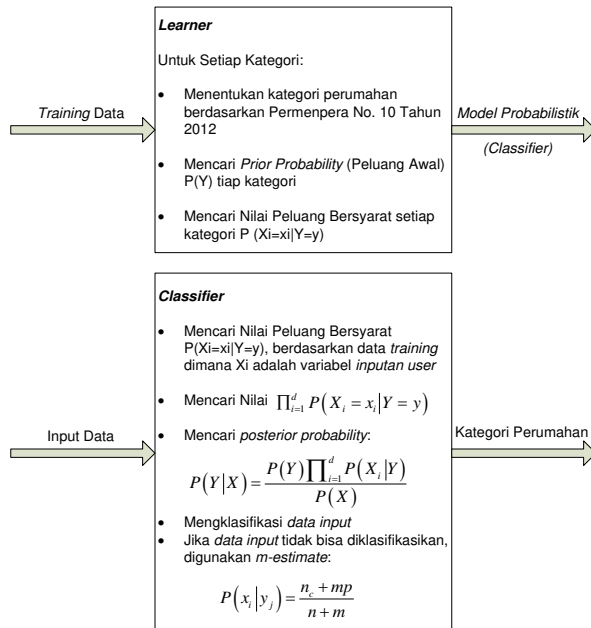 Learner
Untuk Setiap Kategori:
• Menentukan kategori perumahan
berdasarkan Permenpera No. 10 Tahun
2012
• Mencari Prior Probability (Peluang Awal)
P(Y) tiap kategori
• Mencari Nilai Peluang Bersyarat setiap
kategori P (Xi=xi|Y=y)
Training Data
Model Probabilistik
(Classifier)
Classifier
• Mencari Nilai Peluang Bersyarat
P(Xi=xi|Y=y), berdasarkan data training
dimana Xi adalah variabel inputan user
• Mencari Nilai ∏_{i=1}^{d} P(X_i = x_i|Y = y)
• Mencari posterior probability:
P(Y|X) = \frac{P(Y)∏_{i=1}^{d} P(X_i|Y)}{P(X)}
• Mengklasifikasi data input
• Jika data input tidak bisa diklasifikasikan,
digunakan m-estimate:
P(x_i|y_j) = \frac{n_c + mp}{n + m}
Input Data
Kategori Perumahan